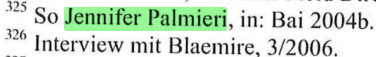 325 So Jennifer Palmieri, in: Bai 2004b.
326 Interview mit Blaemire, 3/2006.